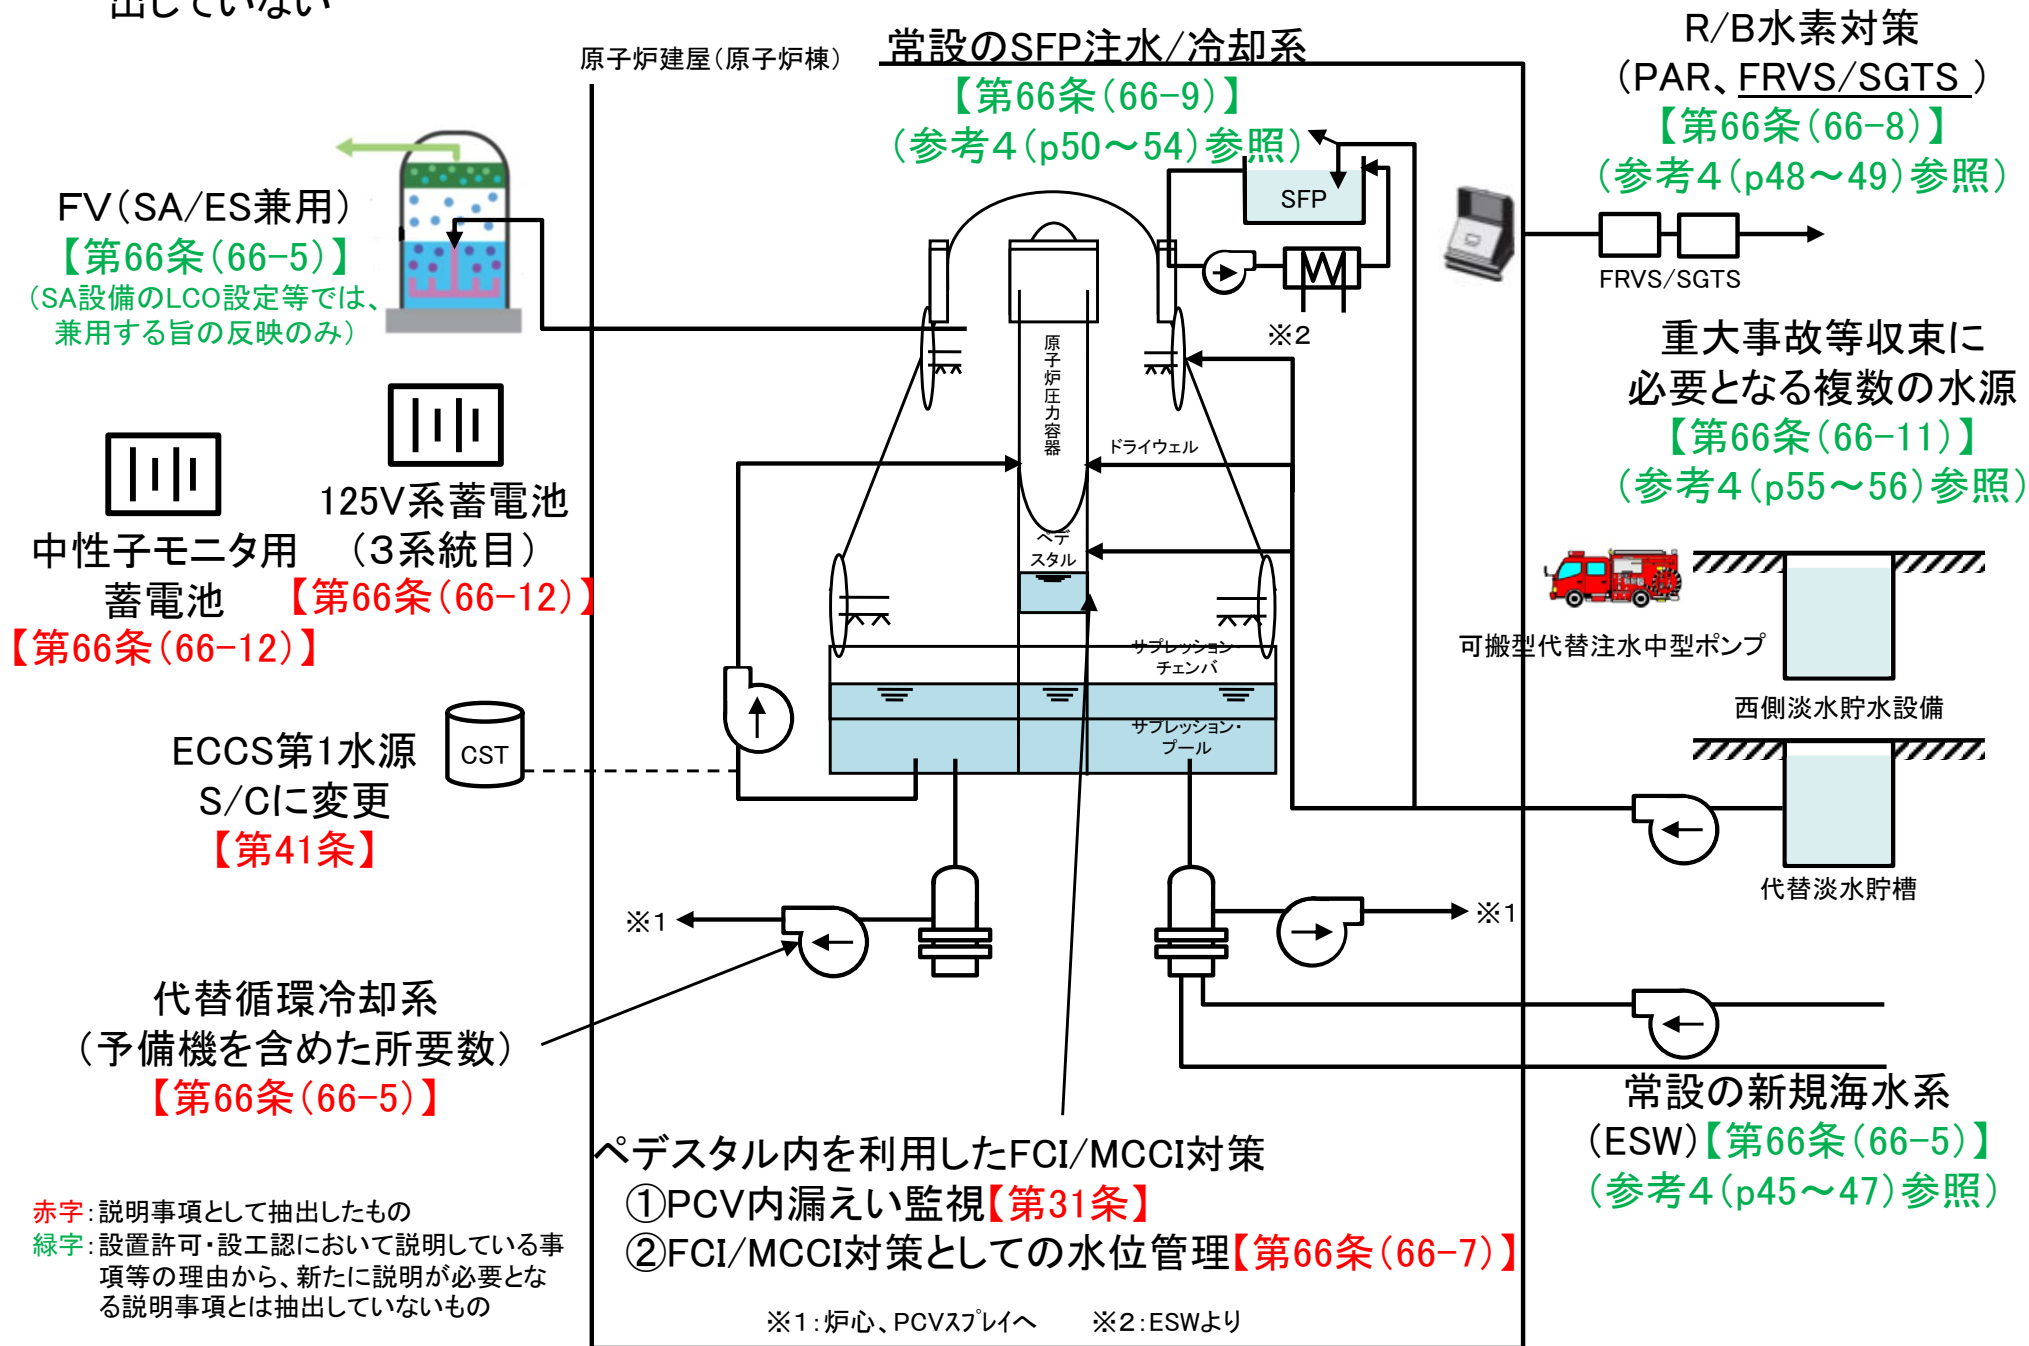 出していない
原子炉建屋(原子炉棟)
常設のSFP注水/冷却系
【第66条(66-9)】
(参考4(p50~54)参照)
R/B水素対策
(PAR、FRVS/SGTS)
【第66条(66-8)】
(参考4(p48~49)参照)
FRVS/SGTS
FV(SA/ES兼用)
【第66条(66-5)】
(SA設備のLCO設定等では、
兼用する旨の反映のみ)
SFP
※2
原子炉圧力容器
重大事故等収束に
必要となる複数の水源
【第66条(66-11)】
(参考4(p55~56)参照)
125V系蓄電池
(3系統目)
【第66条(66-12)】
中性子モニタ用
蓄電池
【第66条(66-12)】
ドライウェル
ペデ
スタル
サプレッション・
チェンバ
サプレッション・
プール
可搬型代替注水中型ポンプ
西側淡水貯水設備
代替淡水貯槽
ECCS第1水源
S/Cに変更
【第41条】
CST
※1
※1
代替循環冷却系
(予備機を含めた所要数)
【第66条(66-5)】
常設の新規海水系
(ESW)【第66条(66-5)】
(参考4(p45~47)参照)
ペデスタル内を利用したFCI/MCCI対策
①PCV内漏えい監視【第31条】
②FCI/MCCI対策としての水位管理【第66条(66-7)】
赤字:説明事項として抽出したもの
緑字:設置許可・設工認において説明している事
項等の理由から、新たに説明が必要とな
る説明事項とは抽出していないもの
※1:炉心、PCVスプレイへ ※2:ESWより